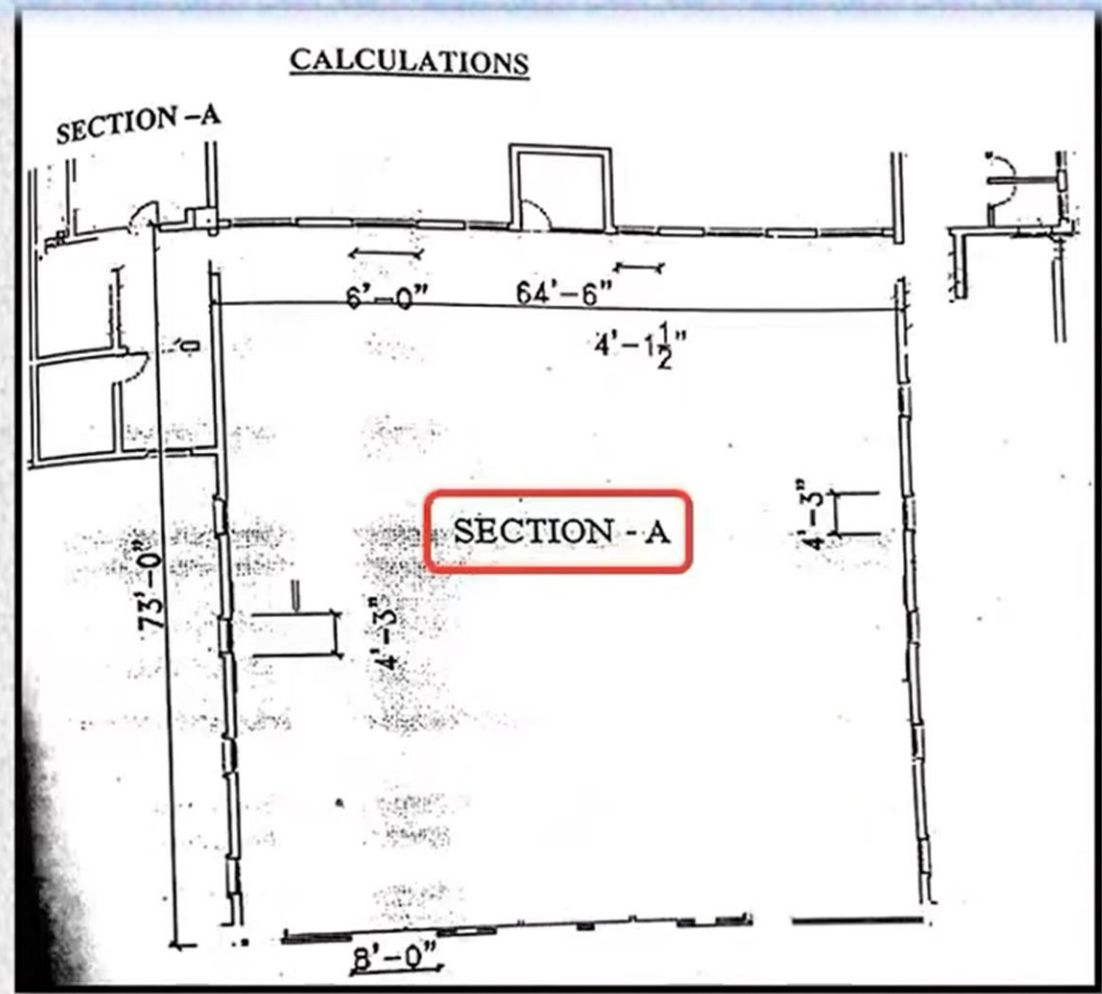 CALCULATIONS
SECTION –A
6'–0" 64'–6"
4'–1½"
4'–3"
SECTION - A
73'–0"
4'–3"
8'–0"